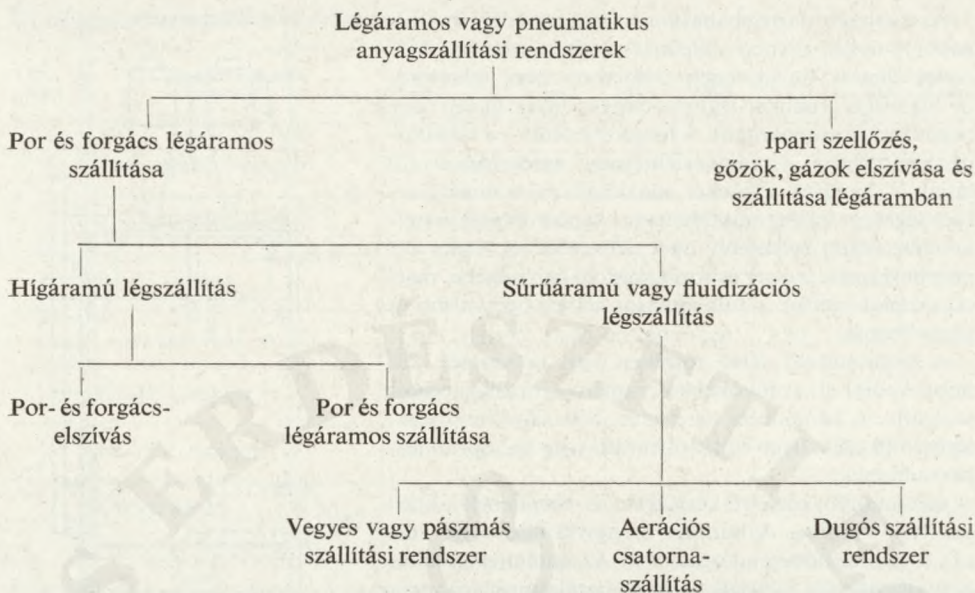 Légáramos vagy pneumatikus
anyagszállítási rendszerek
Por és forgács légáramos
szállítása
Ipari szellőzés,
gőzök, gázok elszívása és
szállítása légáramban
Hígáramú légszállítás
Sűrűáramú vagy fluidizációs
légszállítás
Por- és forgács-
elszívás
Por és forgács
légáramos szállítása
Vegyes vagy pászmás
szállítási rendszer
Aerációs
csatorna-
szállítás
Dugós szállítási
rendszer